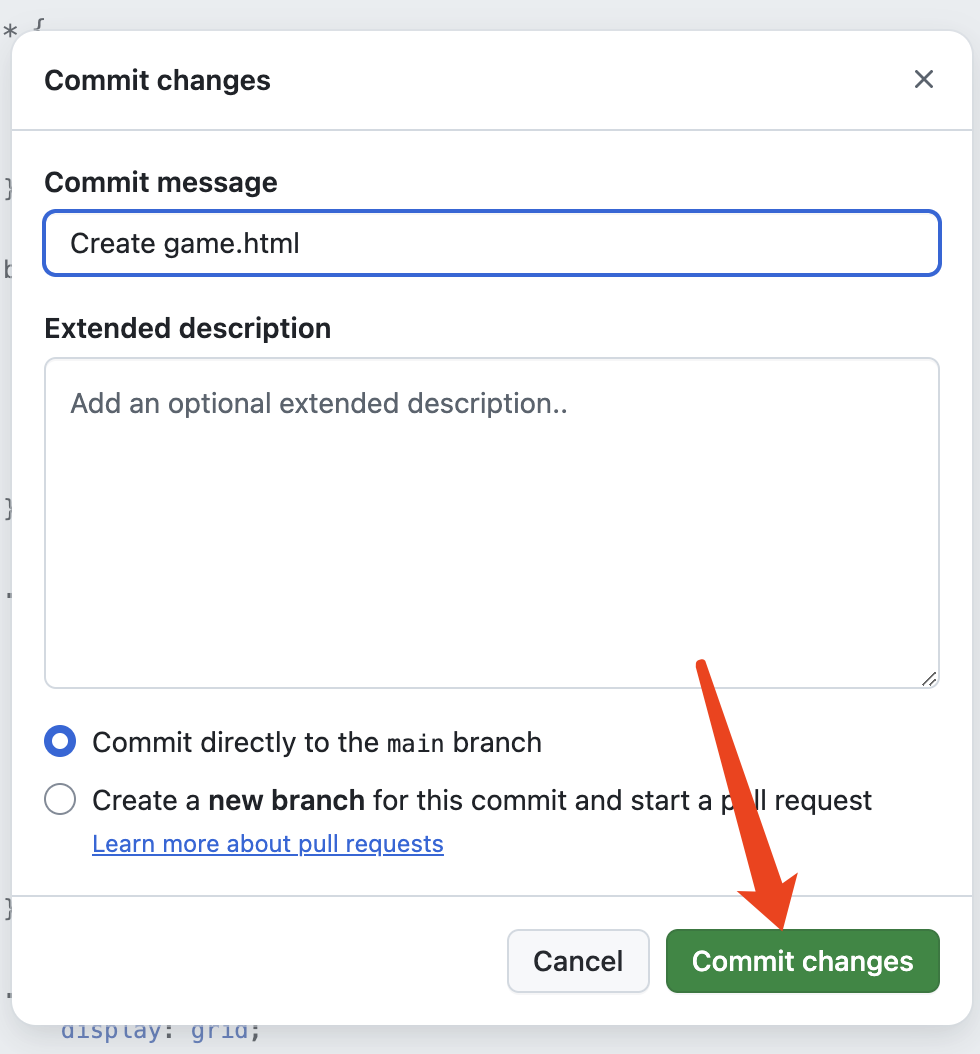 * {
Commit changes
}
Commit message
Create game.html
Extended description
Add an optional extended description..
}
Commit directly to the main branch
Create a new branch for this commit and start a pull request
Learn more about pull requests
}
Cancel
Commit changes
display: grid;